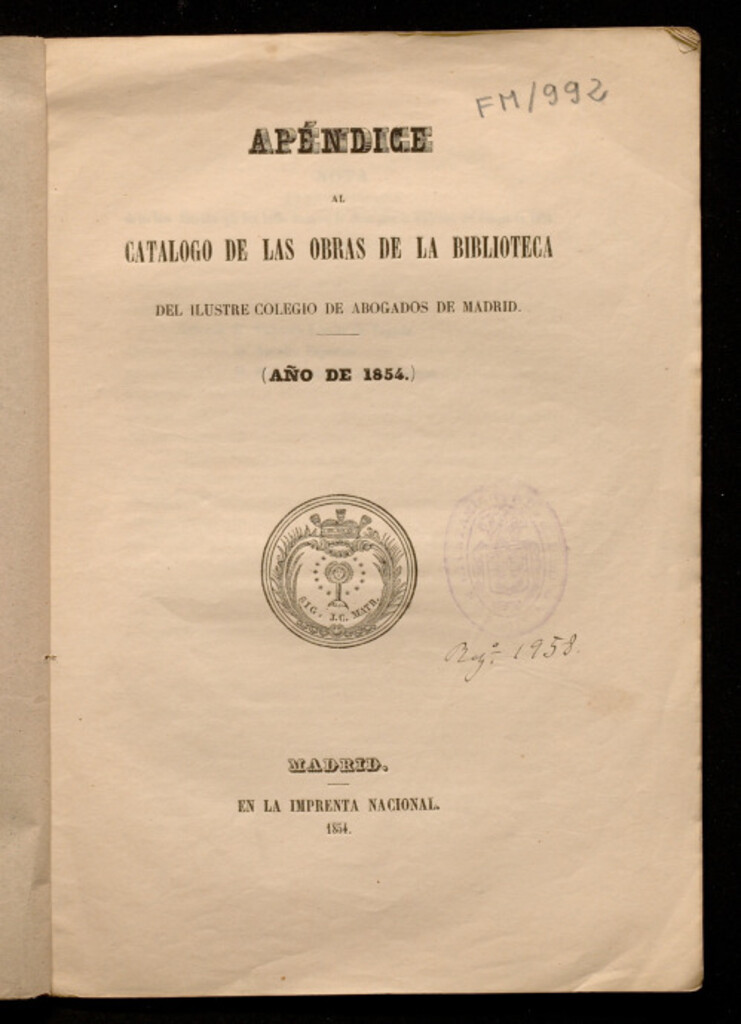 FM/992
APÉNDICE
AL
CATALOGO DE LAS OBRAS DE LA BIBLIOTECA
DEL ILUSTRE COLEGIO DE ABOGADOS DE MADRID.
(AÑO DE 1854.)
SIG. J.C. MATR.
Regº. 1958.
MADRID.
EN LA IMPRENTA NACIONAL.
1854.